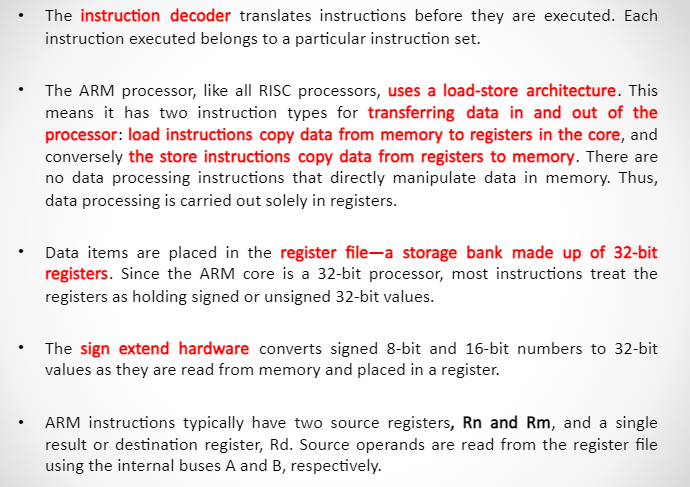 • The instruction decoder translates instructions before they are executed. Each
instruction executed belongs to a particular instruction set.
• The ARM processor, like all RISC processors, uses a load-store architecture. This
means it has two instruction types for transferring data in and out of the
processor: load instructions copy data from memory to registers in the core, and
conversely the store instructions copy data from registers to memory. There are
no data processing instructions that directly manipulate data in memory. Thus,
data processing is carried out solely in registers.
• Data items are placed in the register file—a storage bank made up of 32-bit
registers. Since the ARM core is a 32-bit processor, most instructions treat the
registers as holding signed or unsigned 32-bit values.
• The sign extend hardware converts signed 8-bit and 16-bit numbers to 32-bit
values as they are read from memory and placed in a register.
• ARM instructions typically have two source registers, Rn and Rm, and a single
result or destination register, Rd. Source operands are read from the register file
using the internal buses A and B, respectively.